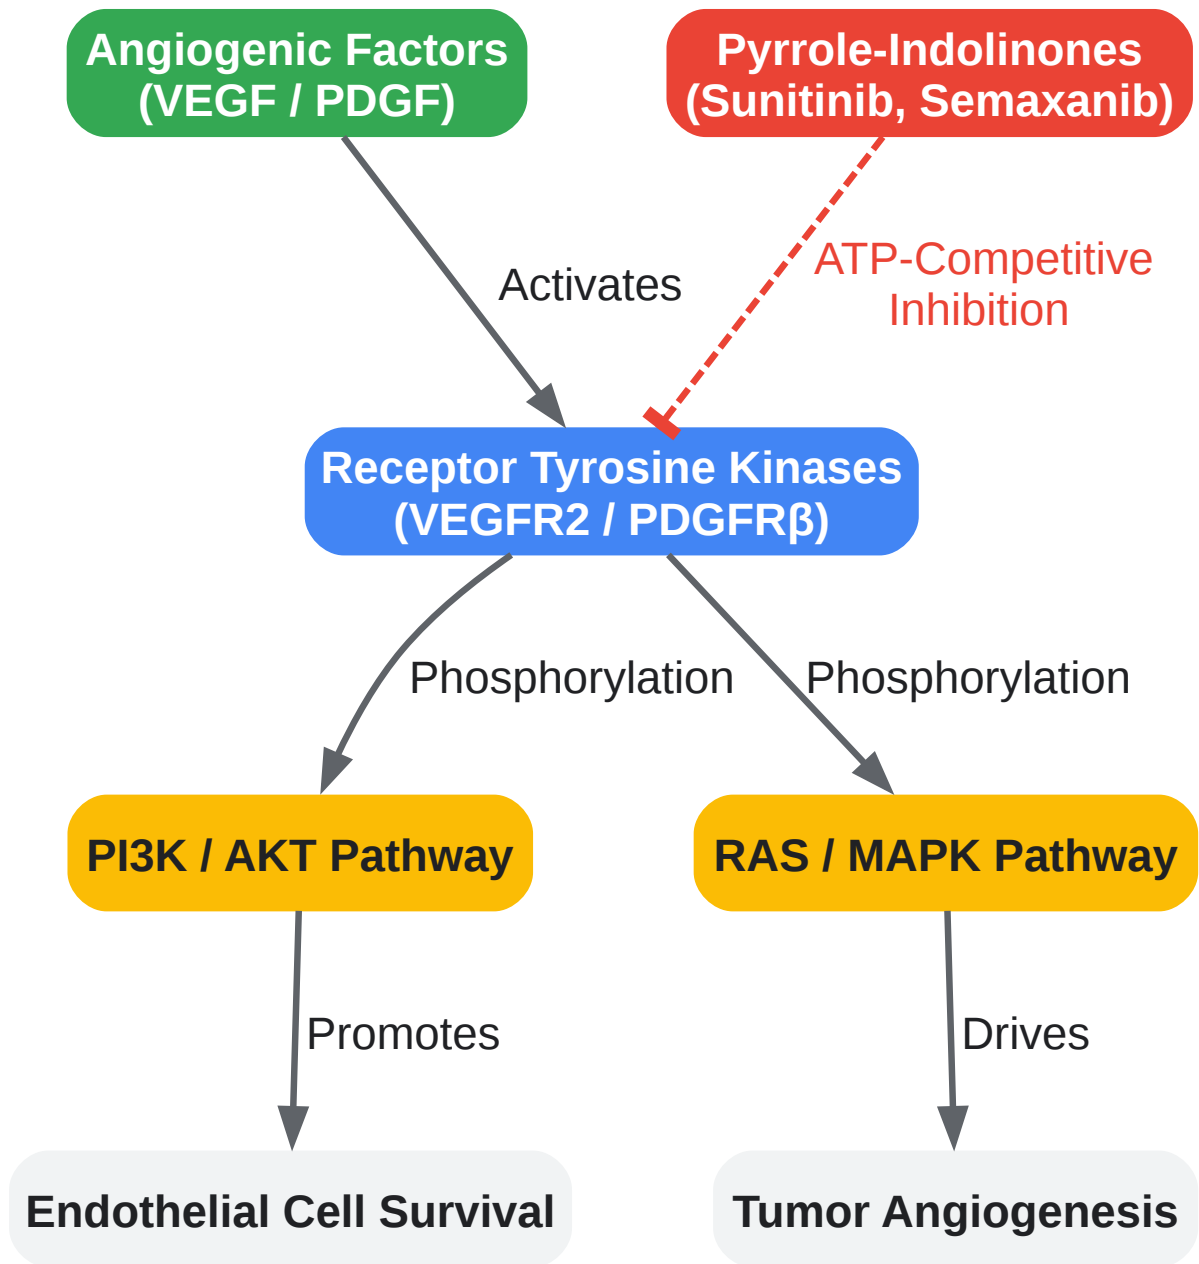 Angiogenic Factors
(VEGF / PDGF)
Pyrrole-Indolinones
(Sunitinib, Semaxanib)
Activates
ATP-Competitive
Inhibition
Receptor Tyrosine Kinases
(VEGFR2 / PDGFRβ)
Phosphorylation
Phosphorylation
PI3K / AKT Pathway
RAS / MAPK Pathway
Promotes
Drives
Endothelial Cell Survival
Tumor Angiogenesis